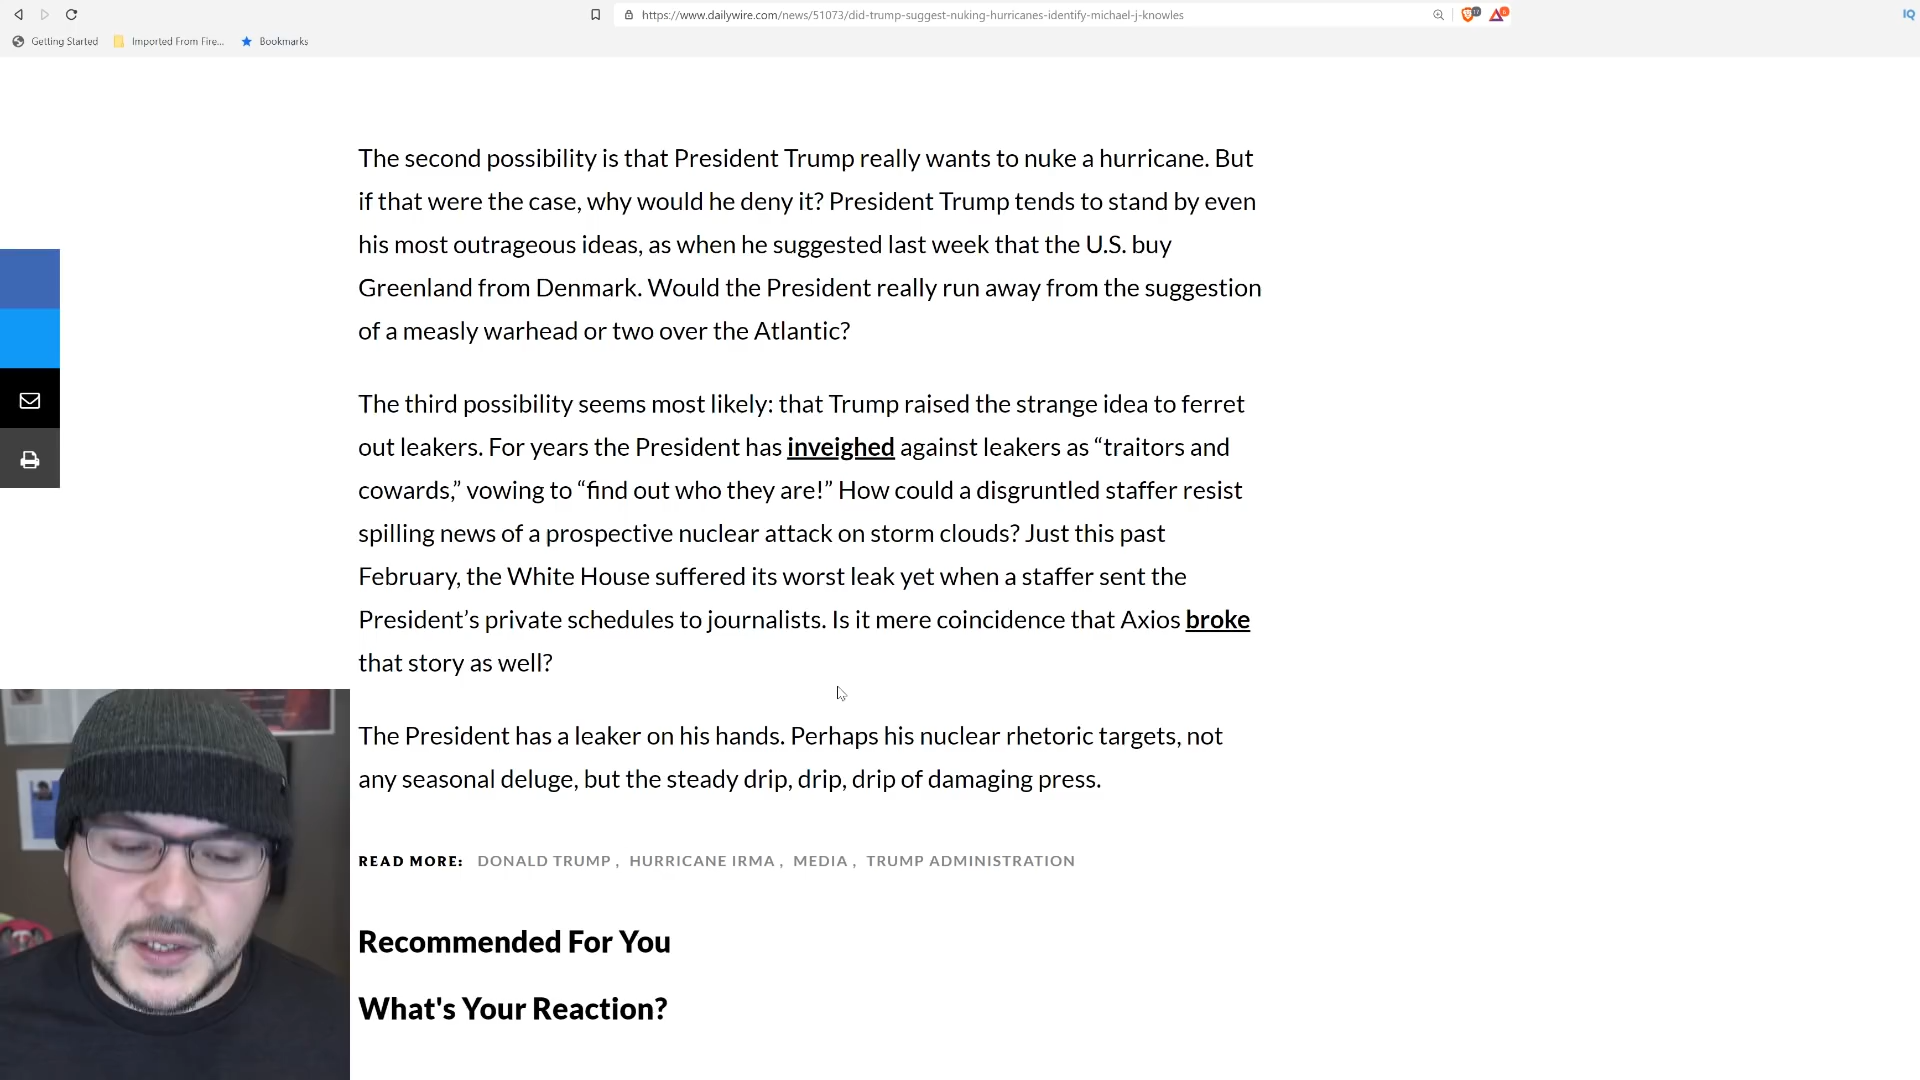 https://www.dailywire.com/news/51073/did-trump-suggest-nuking-hurricanes-identify-michael-j-knowles
17
6
IQ
Getting Started
Imported From Fire...
Bookmarks
The second possibility is that President Trump really wants to nuke a hurricane. But
if that were the case, why would he deny it? President Trump tends to stand by even
his most outrageous ideas, as when he suggested last week that the U.S. buy
Greenland from Denmark. Would the President really run away from the suggestion
of a measly warhead or two over the Atlantic?
The third possibility seems most likely: that Trump raised the strange idea to ferret
out leakers. For years the President has inveighed against leakers as “traitors and
cowards,” vowing to “find out who they are!” How could a disgruntled staffer resist
spilling news of a prospective nuclear attack on storm clouds? Just this past
February, the White House suffered its worst leak yet when a staffer sent the
President’s private schedules to journalists. Is it mere coincidence that Axios broke
that story as well?
The President has a leaker on his hands. Perhaps his nuclear rhetoric targets, not
any seasonal deluge, but the steady drip, drip, drip of damaging press.
READ MORE: DONALD TRUMP , HURRICANE IRMA , MEDIA , TRUMP ADMINISTRATION
Recommended For You
What's Your Reaction?